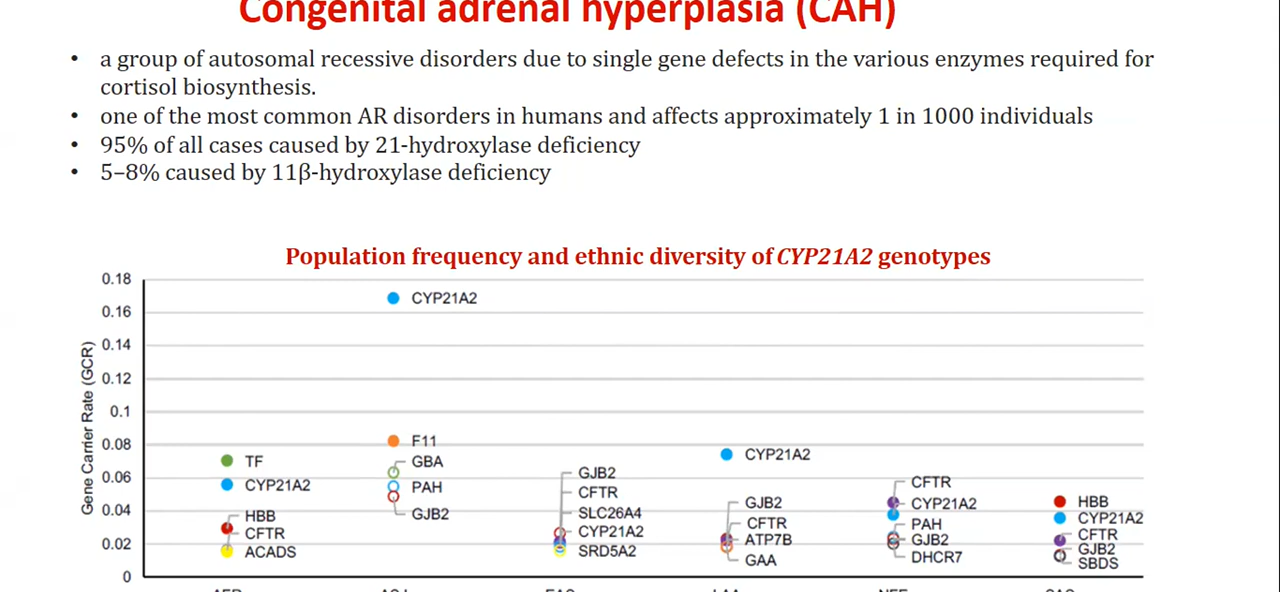 Congenital adrenal hyperplasia (CAH)
• a group of autosomal recessive disorders due to single gene defects in the various enzymes required for
cortisol biosynthesis.
• one of the most common AR disorders in humans and affects approximately 1 in 1000 individuals
• 95% of all cases caused by 21-hydroxylase deficiency
• 5–8% caused by 11β-hydroxylase deficiency
Population frequency and ethnic diversity of CYP21A2 genotypes
Gene Carrier Rate (GCR)
0.18
0.16
0.14
0.12
0.1
0.08
0.06
0.04
0.02
0
TF
CYP21A2
HBB
CFTR
ACADS
CYP21A2
F11
GBA
PAH
GJB2
GJB2
CFTR
SLC26A4
CYP21A2
SRD5A2
CYP21A2
GJB2
CFTR
ATP7B
GAA
CFTR
CYP21A2
PAH
GJB2
DHCR7
HBB
CYP21A2
CFTR
GJB2
SBDS